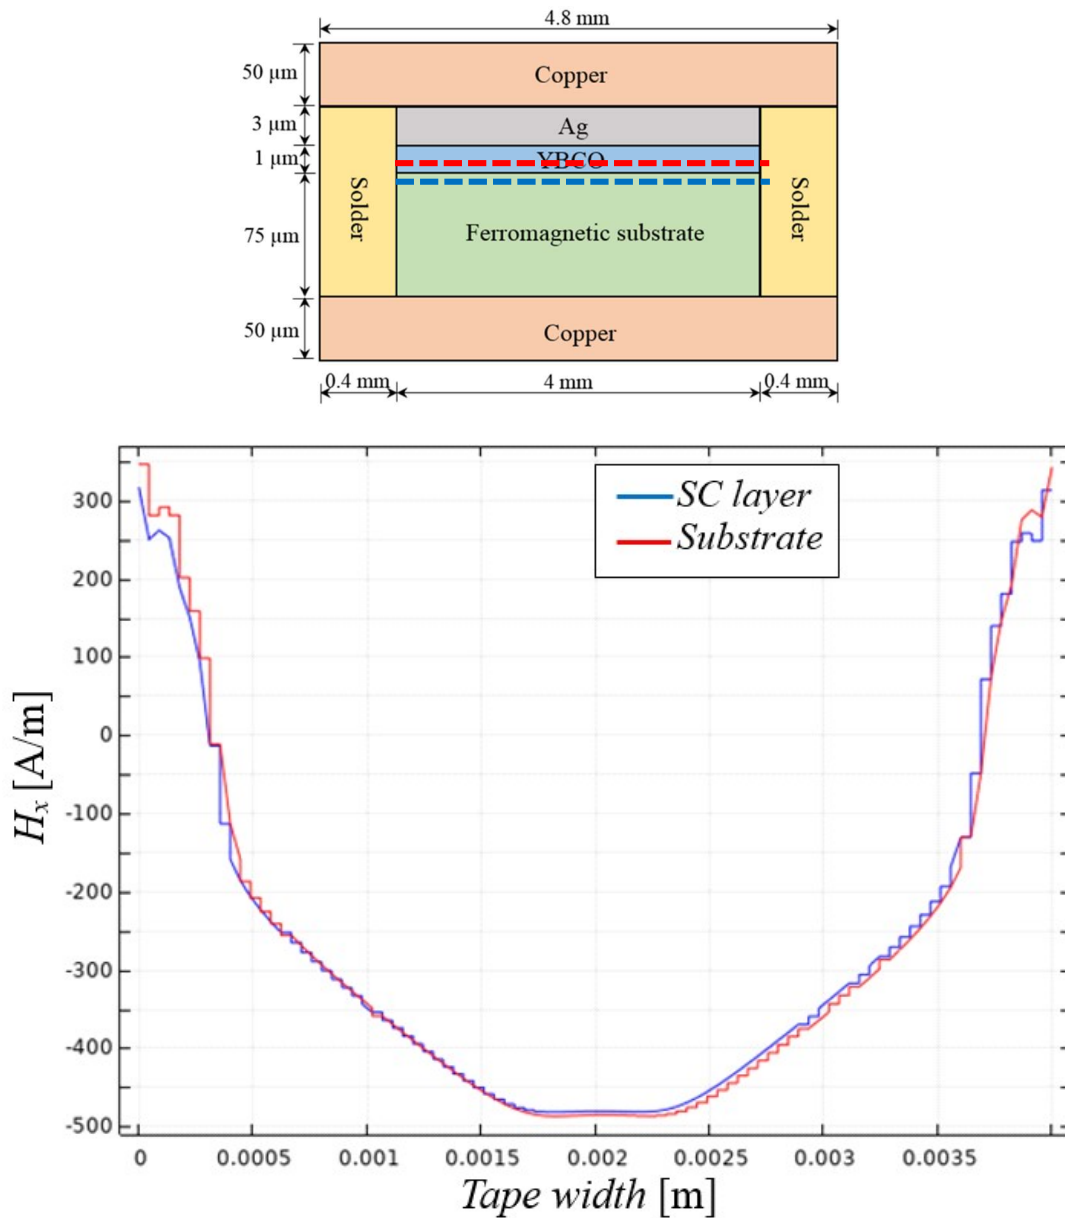 4.8 mm
50 µm
Copper
3 µm
Ag
1 µm
YBCO
Solder
Solder
75 µm
Ferromagnetic substrate
50 µm
Copper
0.4 mm
4 mm
0.4 mm
SC layer
Substrate
300
200
100
0
-100
-200
-300
-400
-500
Hx [A/m]
0 0.0005 0.001 0.0015 0.002 0.0025 0.003 0.0035
Tape width [m]